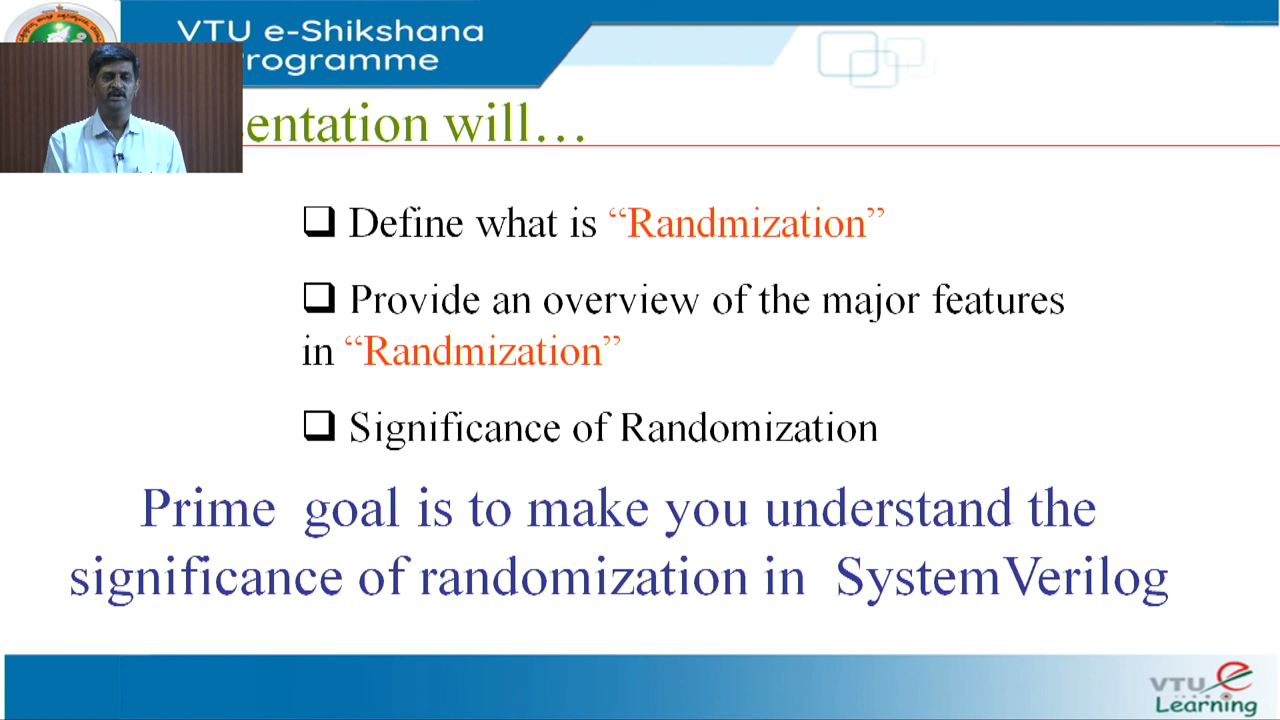 VTU e-Shikshana
Programme
entation will...
❑ Define what is “Randmization”
❑ Provide an overview of the major features
in “Randmization”
❑ Significance of Randomization
Prime goal is to make you understand the
significance of randomization in SystemVerilog
VTU e
Learning